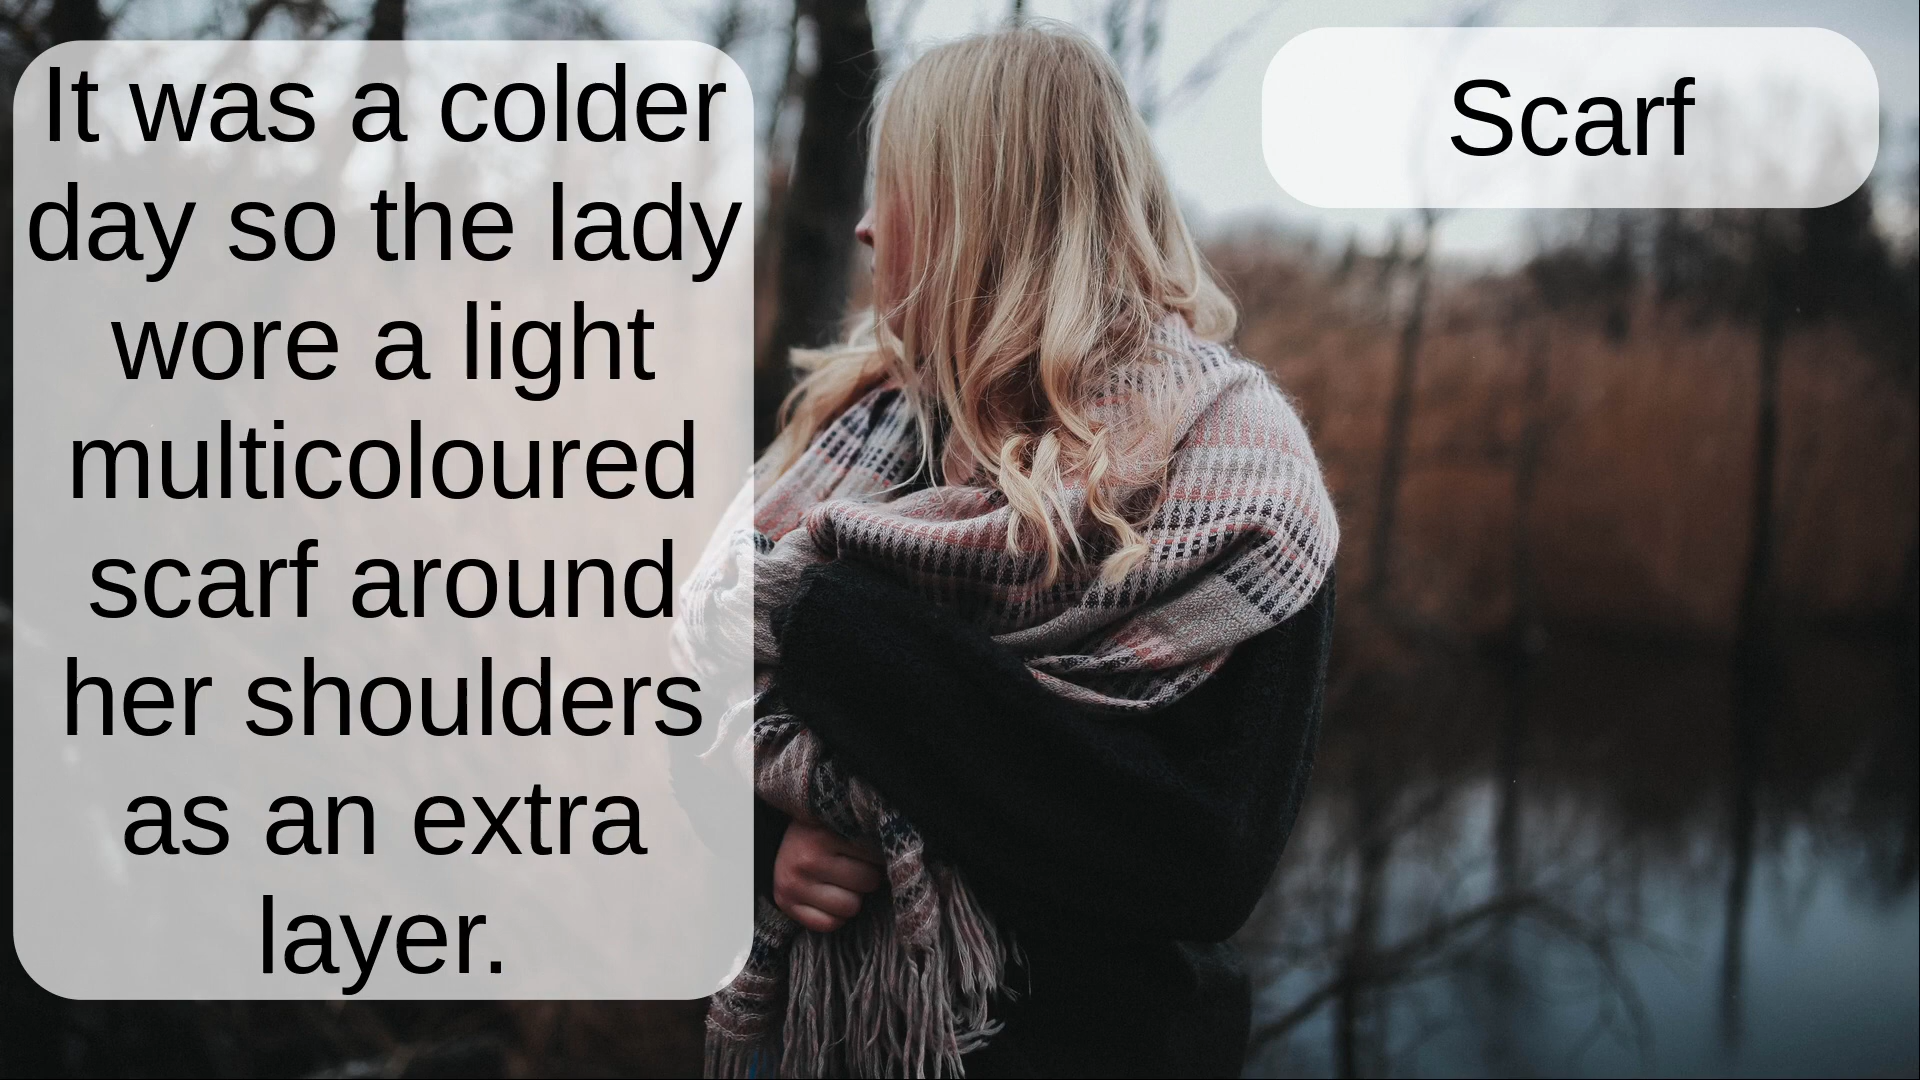 It was a colder
day so the lady
wore a light
multicoloured
scarf around
her shoulders
as an extra
layer.
Scarf